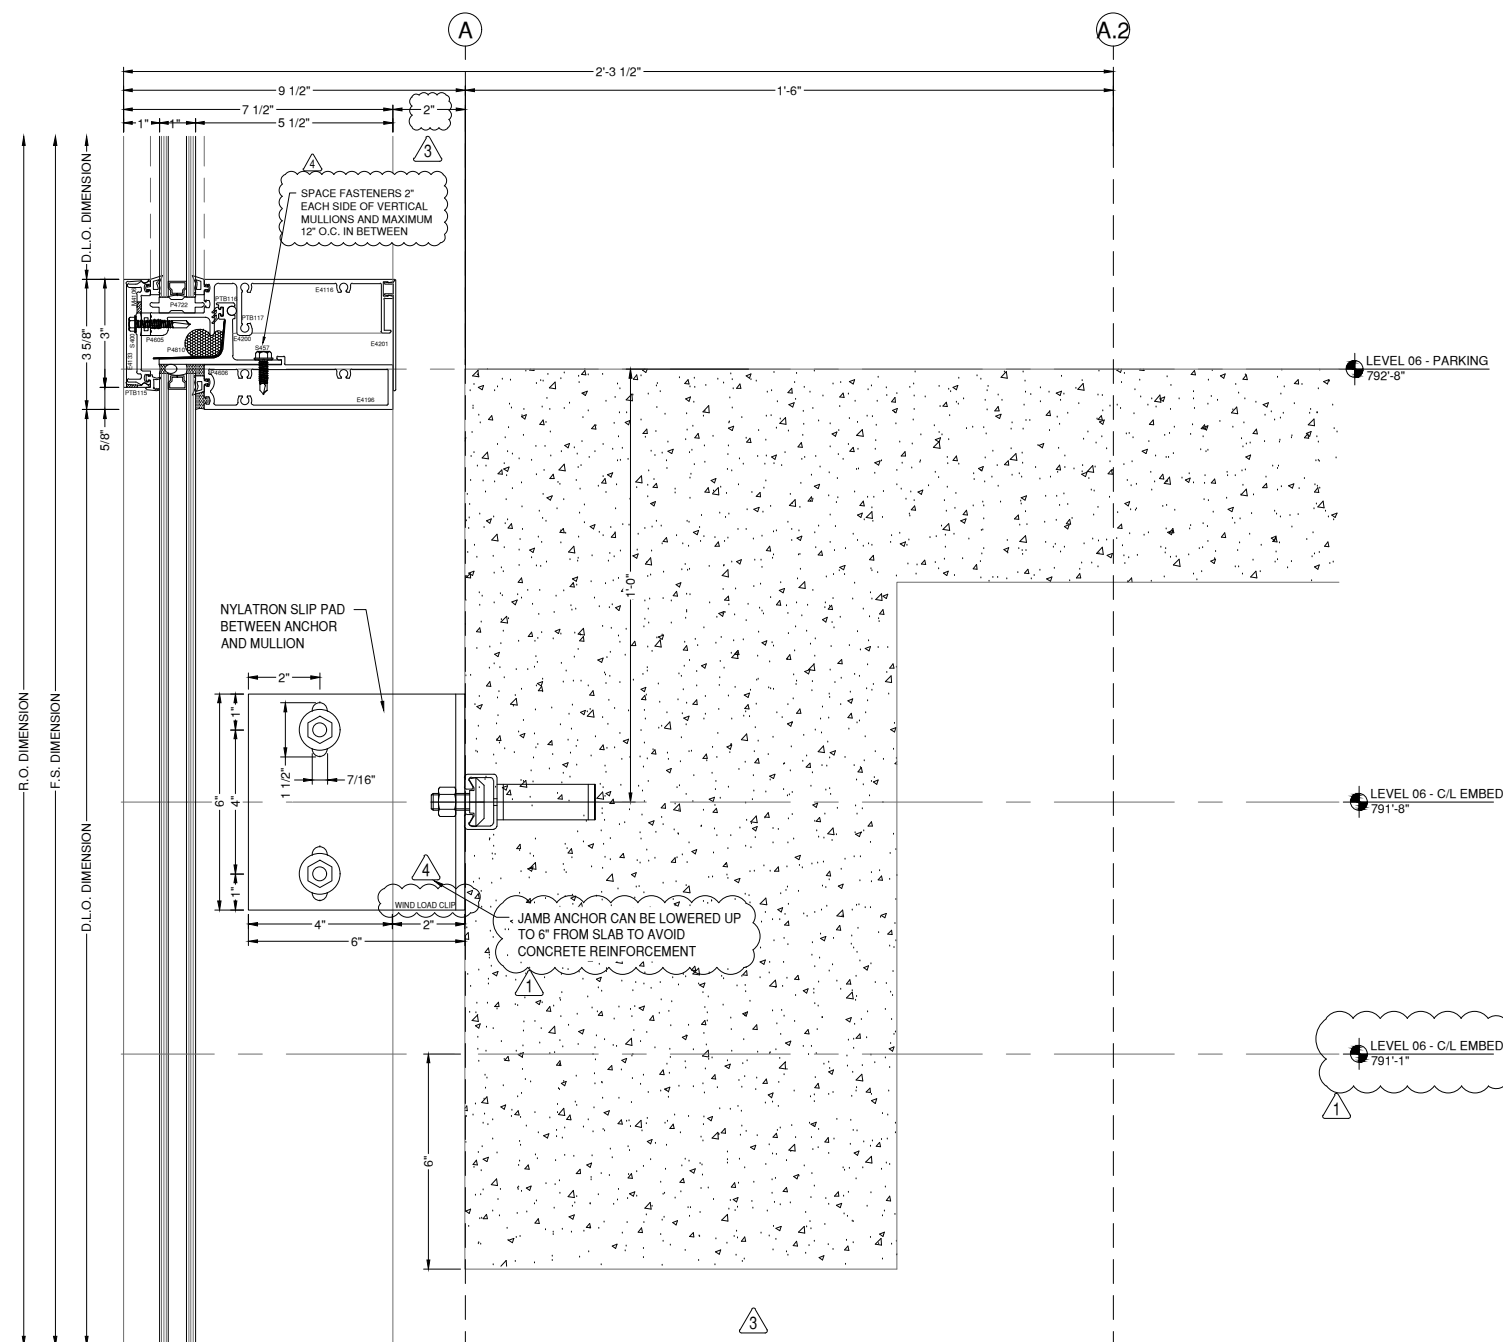 A
A.2
2'-3 1/2"
9 1/2"
1'-6"
7 1/2"
2"
1"
1"
5 1/2"
3
4
SPACE FASTENERS 2"
EACH SIDE OF VERTICAL
MULLIONS AND MAXIMUM
12" O.C. IN BETWEEN
D.L.O. DIMENSION
3 5/8"
3"
5/8"
P4722
PTB116
E4116
PTB117
P4605
P4610
E4200
S457
E4201
S400
E4133
P4606
PTB115
E4196
LEVEL 06 - PARKING
792'-8"
1'-0"
NYLATRON SLIP PAD
BETWEEN ANCHOR
AND MULLION
2"
1"
1 1/2"
7/16"
6"
4"
1"
R.O. DIMENSION
F.S. DIMENSION
D.L.O. DIMENSION
LEVEL 06 - C/L EMBED
791'-8"
4
WIND LOAD CLIP
4"
2"
6"
JAMB ANCHOR CAN BE LOWERED UP
TO 6" FROM SLAB TO AVOID
CONCRETE REINFORCEMENT
1
LEVEL 06 - C/L EMBED
791'-1"
1
6"
3